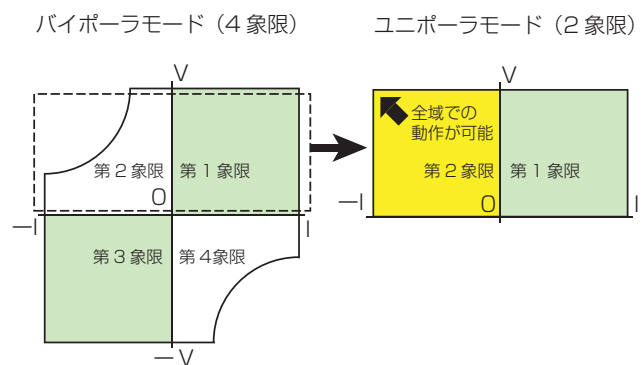 バイポーラモード（4 象限）
ユニポーラモード（2 象限）
V
第 2 象限 第 1 象限
O
―I
I
第 3 象限 第 4象限
― V
V
全域での
動作が可能
第 2 象限 第 1 象限
―I
O
I